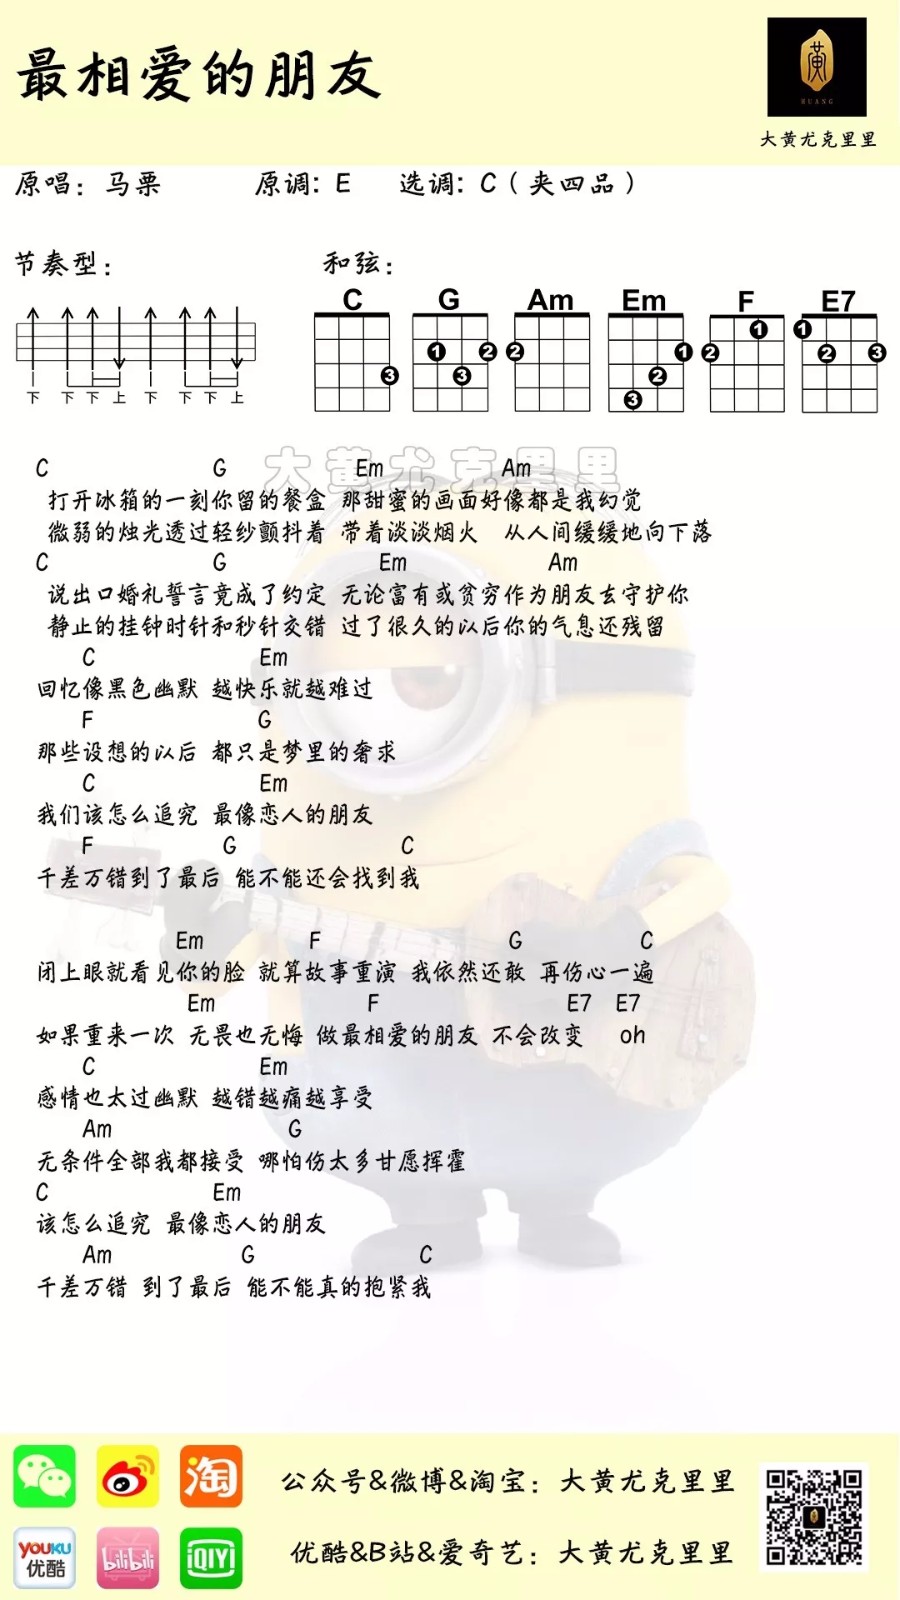 最相爱的朋友
黄
HUANG
大黄尤克里里
原唱：马栗 原调：E 选调：C（夹四品）
节奏型： 和弦：
C G Am Em F E7
1 2 3 2 1 2 3 1 2 1 2 3
下 下 下 上 下 下 下 上
大黄尤克里里
C G Em Am
打开冰箱的一刻你留的餐盒 那甜蜜的画面好像都是我幻觉
微弱的烛光透过轻纱颤抖着 带着淡淡烟火 从人间缓缓地向下落
C G Em Am
说出口婚礼誓言竟成了约定 无论富有或贫穷作为朋友去守护你
静止的挂钟时针和秒针交错 过了很久的以后你的气息还残留
C Em
回忆像黑色幽默 越快乐就越难过
F G
那些设想的以后 都只是梦里的奢求
C Em
我们该怎么追究 最像恋人的朋友
F G C
千差万错到了最后 能不能还会找到我
Em F G C
闭上眼就看见你的脸 就算故事重演 我依然还敢 再伤心一遍
Em F E7 E7
如果重来一次 无畏也无悔 做最相爱的朋友 不会改变 oh
C Em
感情也太过幽默 越错越痛越享受
Am G
无条件全部我都接受 哪怕伤太多甘愿挥霍
C Em
该怎么追究 最像恋人的朋友
Am G C
千差万错 到了最后 能不能真的抱紧我
淘
公众号&微博&淘宝：大黄尤克里里
YOUKU
优酷
bilibili
iQIYI
优酷&B站&爱奇艺：大黄尤克里里